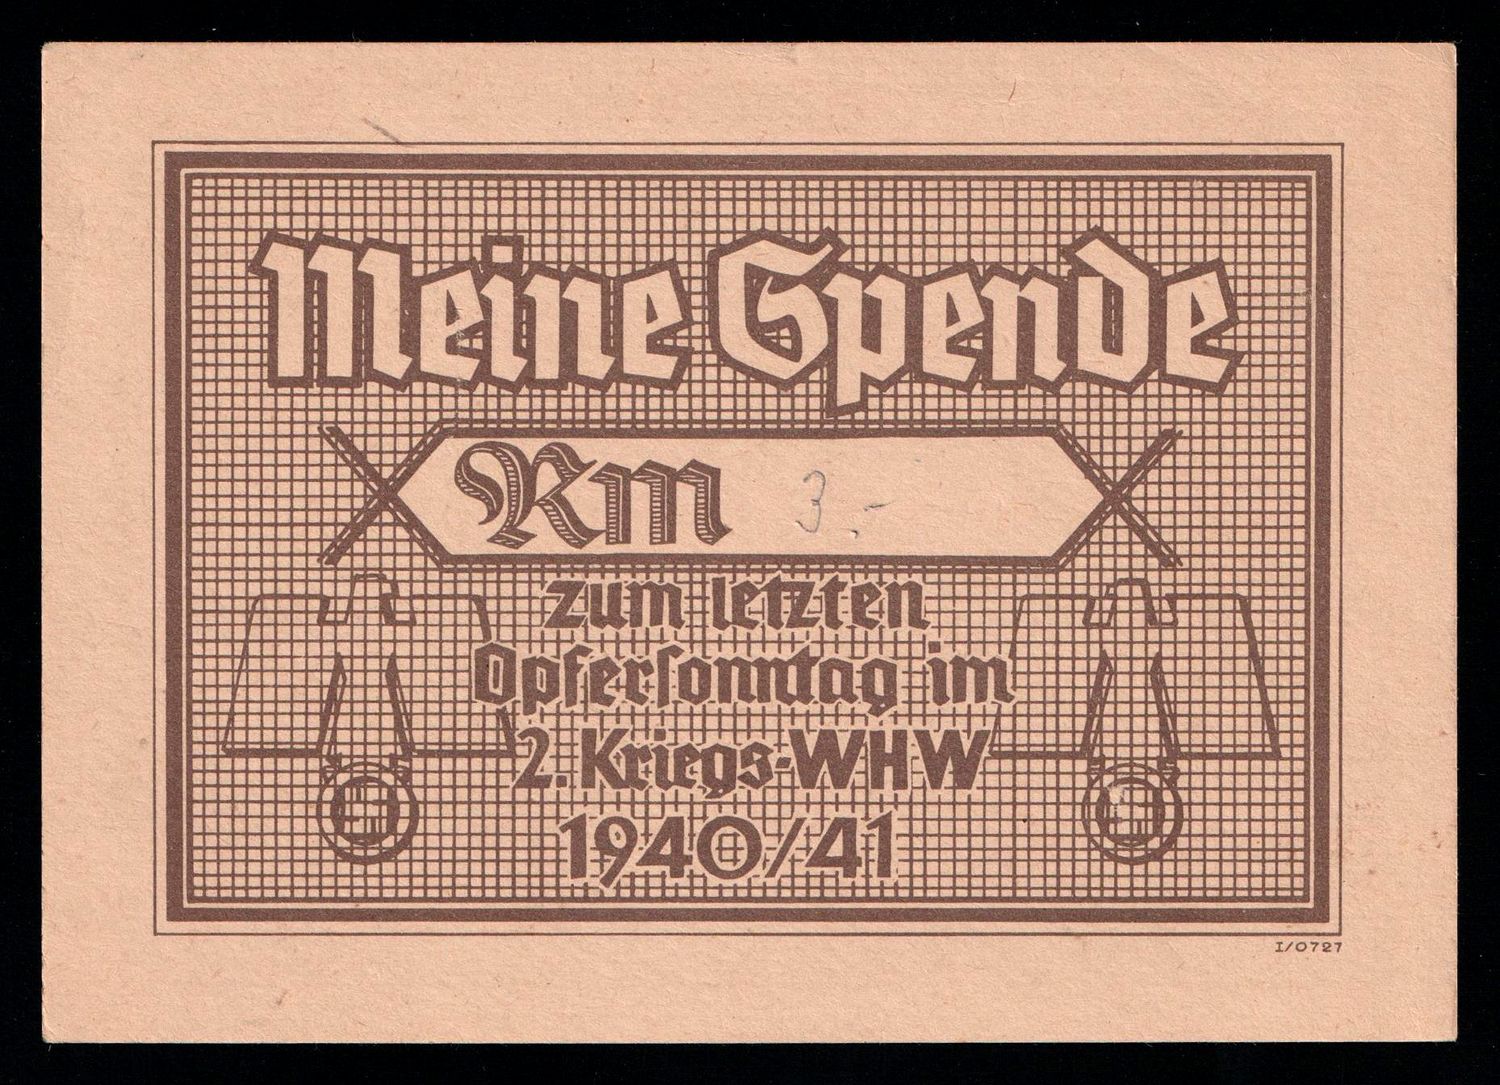 Meine Spende
Rm 3.-
zum letzten
Opfersonntag im
2. Kriegs-WHW
1940/41
I/0727